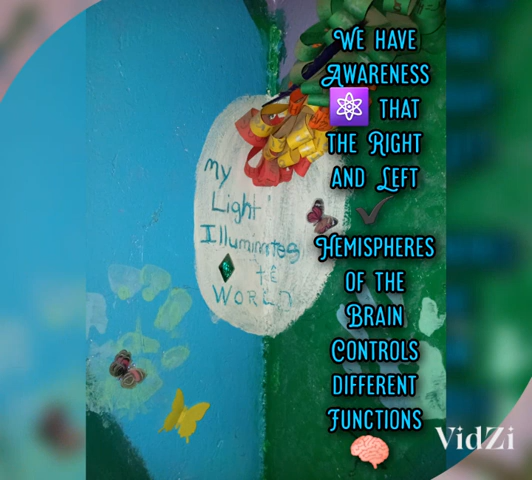 My
Light
Illuminates
the
WORLD
We have
Awareness
⚛ that
the Right
and Left
✔
Hemispheres
of the
Brain
Controls
different
Functions
🧠
VidZi